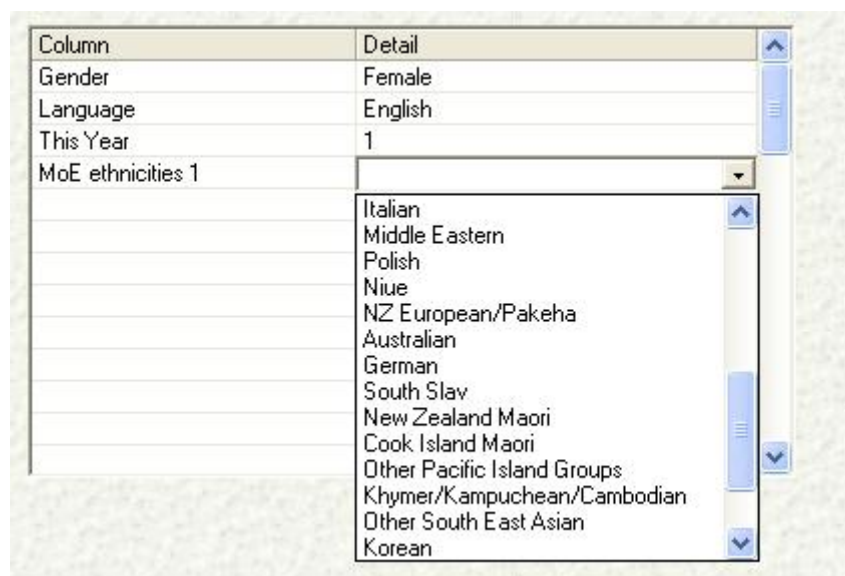 Column Detail
Gender Female
Language English
This Year 1
MoE ethnicities 1
Italian
Middle Eastern
Polish
Niue
NZ European/Pakeha
Australian
German
South Slav
New Zealand Maori
Cook Island Maori
Other Pacific Island Groups
Khymer/Kampuchean/Cambodian
Other South East Asian
Korean